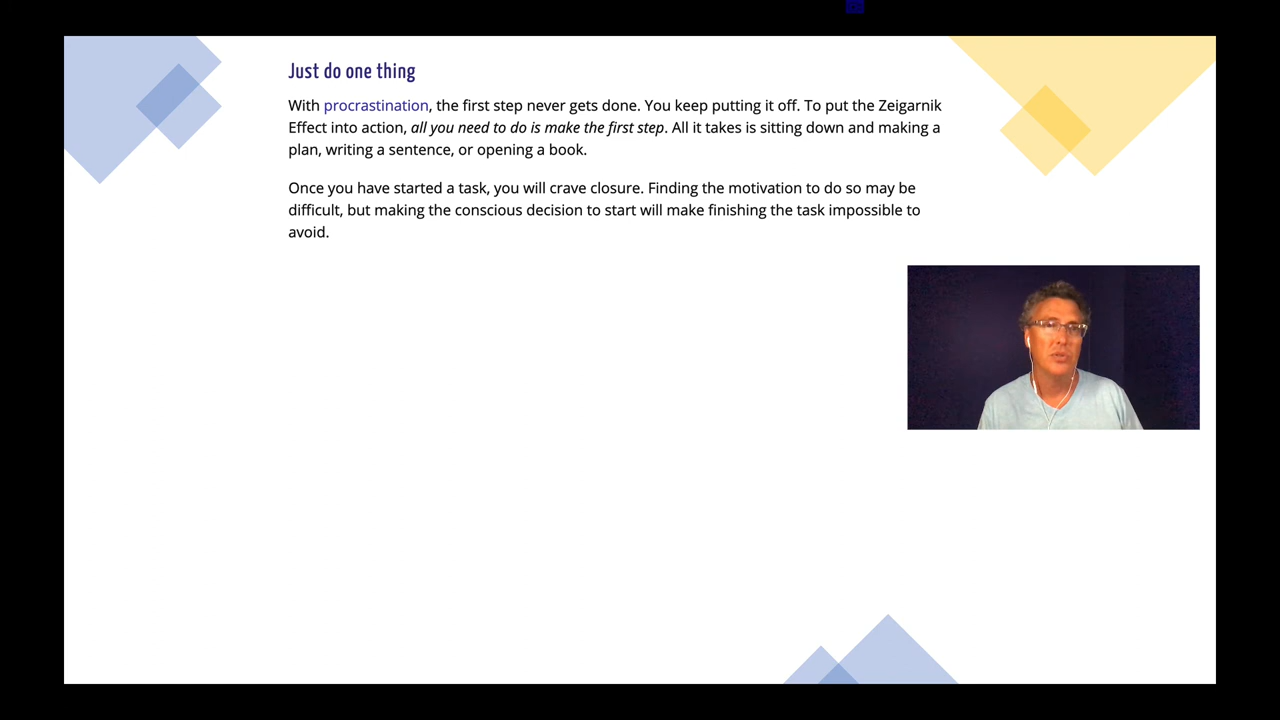 Just do one thing
With procrastination, the first step never gets done. You keep putting it off. To put the Zeigarnik
Effect into action, all you need to do is make the first step. All it takes is sitting down and making a
plan, writing a sentence, or opening a book.
Once you have started a task, you will crave closure. Finding the motivation to do so may be
difficult, but making the conscious decision to start will make finishing the task impossible to
avoid.